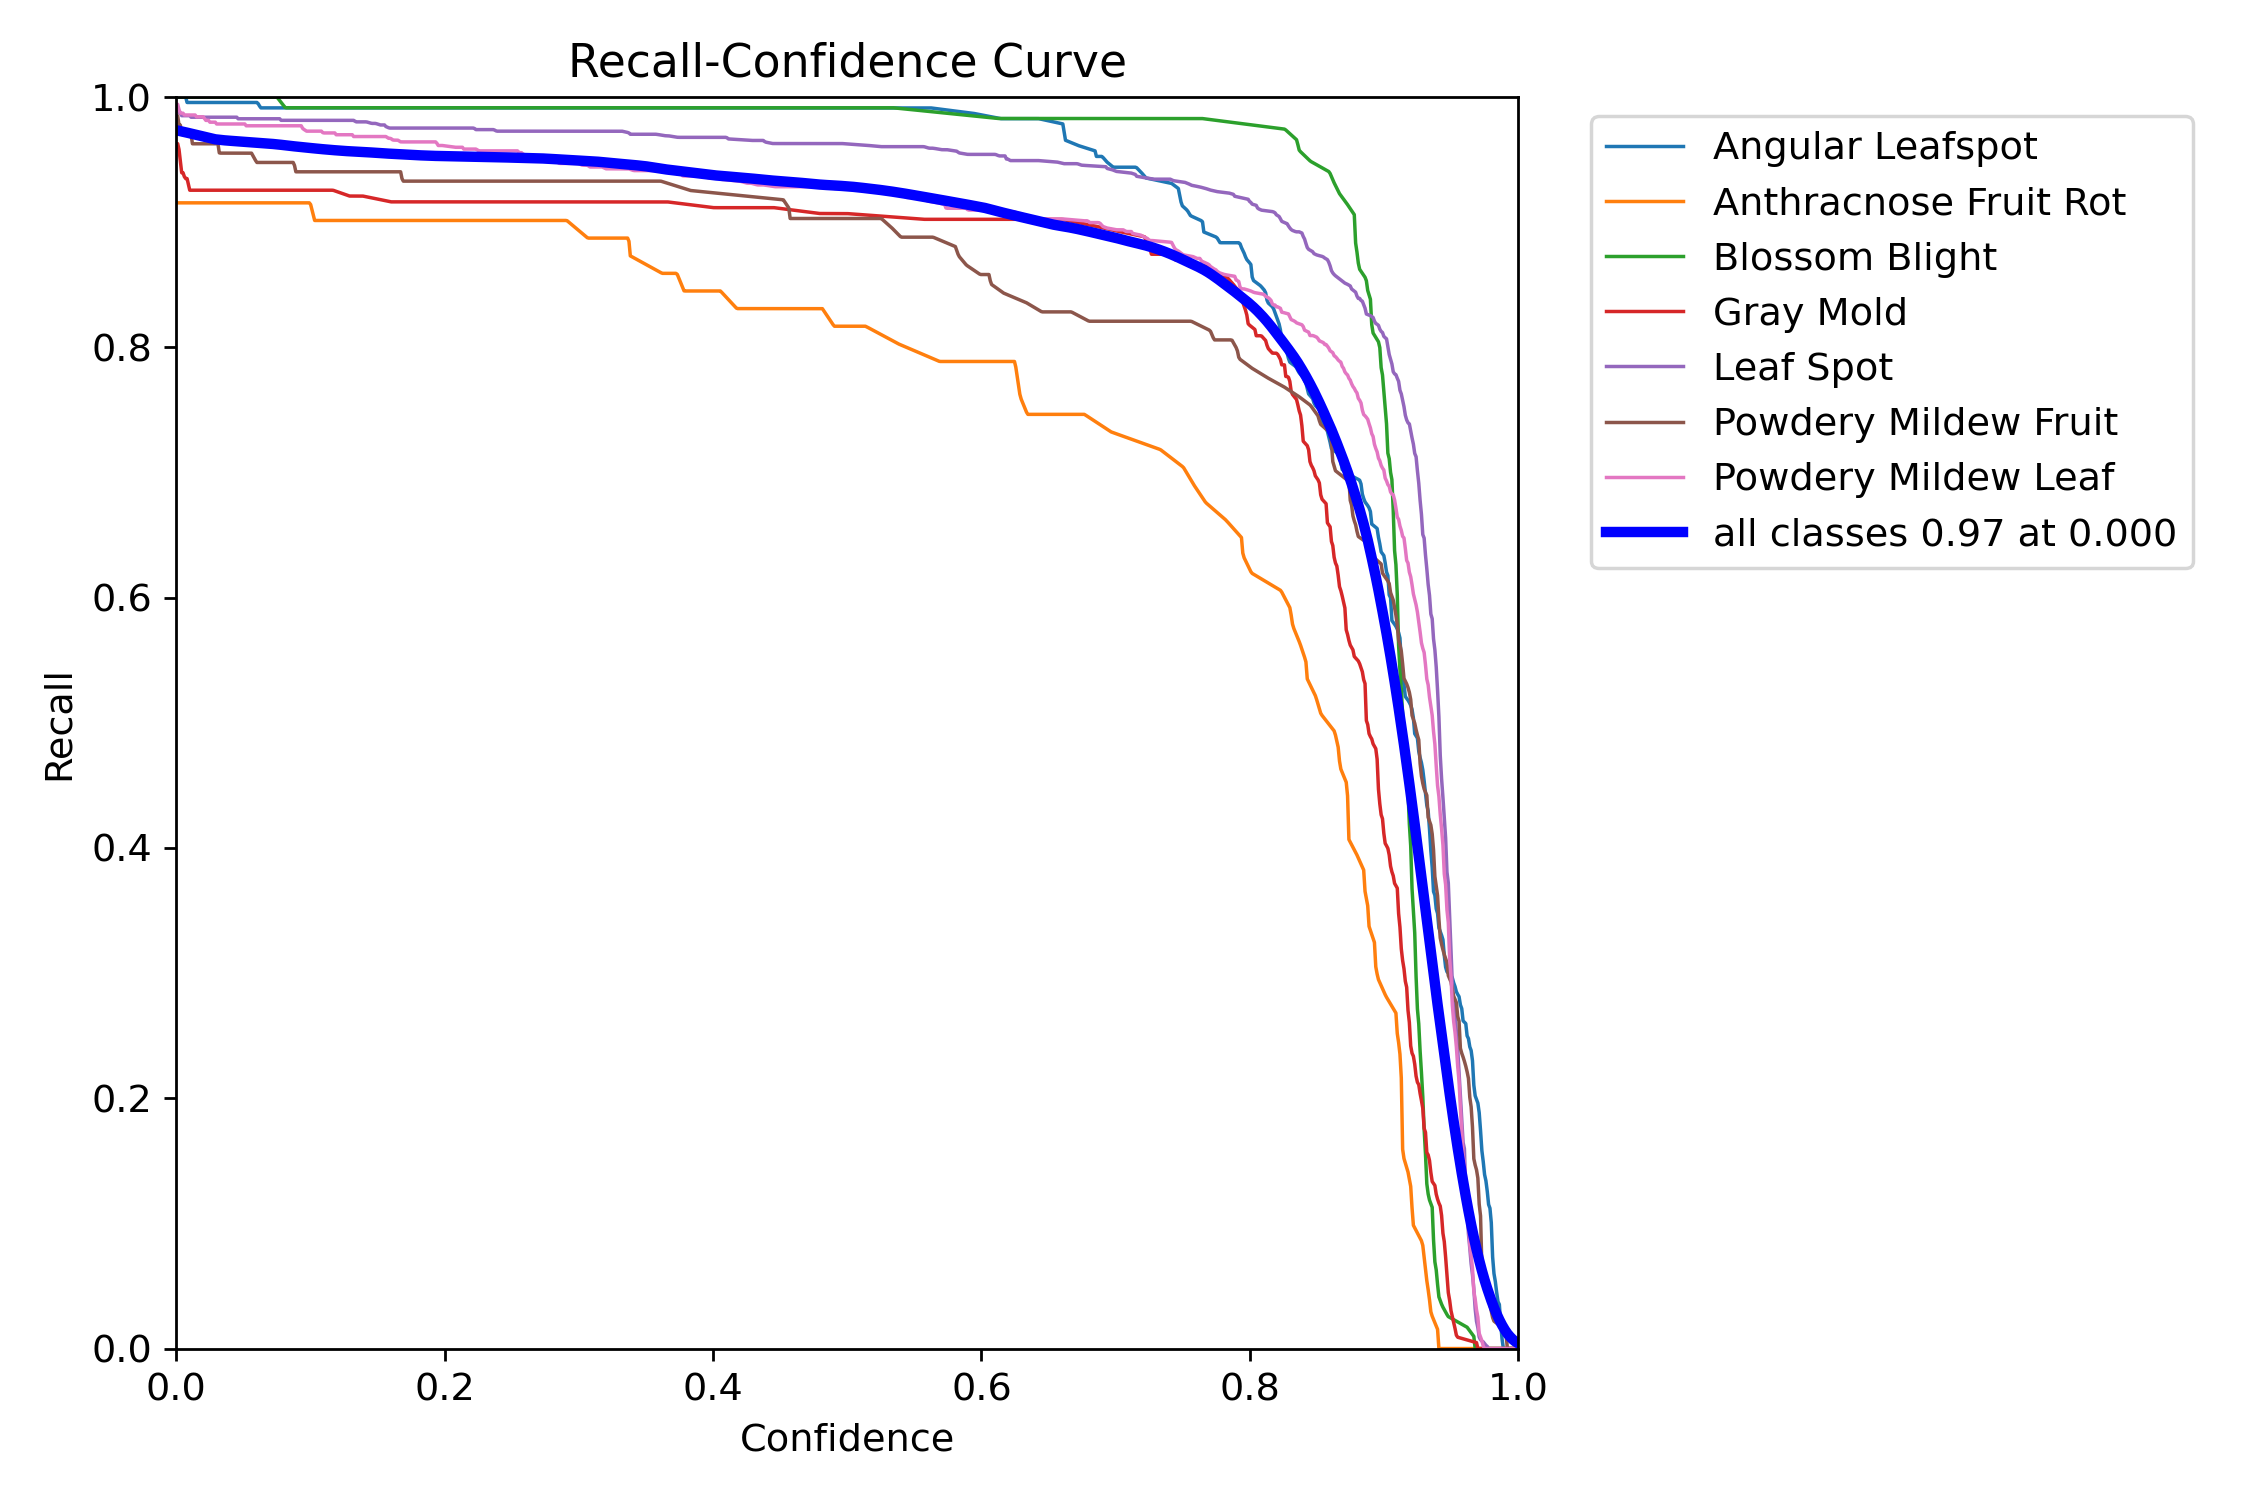 Recall-Confidence Curve
1.0
0.8
0.6
0.4
0.2
0.0
Recall
0.0 0.2 0.4 0.6 0.8 1.0
Confidence
Angular Leafspot
Anthracnose Fruit Rot
Blossom Blight
Gray Mold
Leaf Spot
Powdery Mildew Fruit
Powdery Mildew Leaf
all classes 0.97 at 0.000